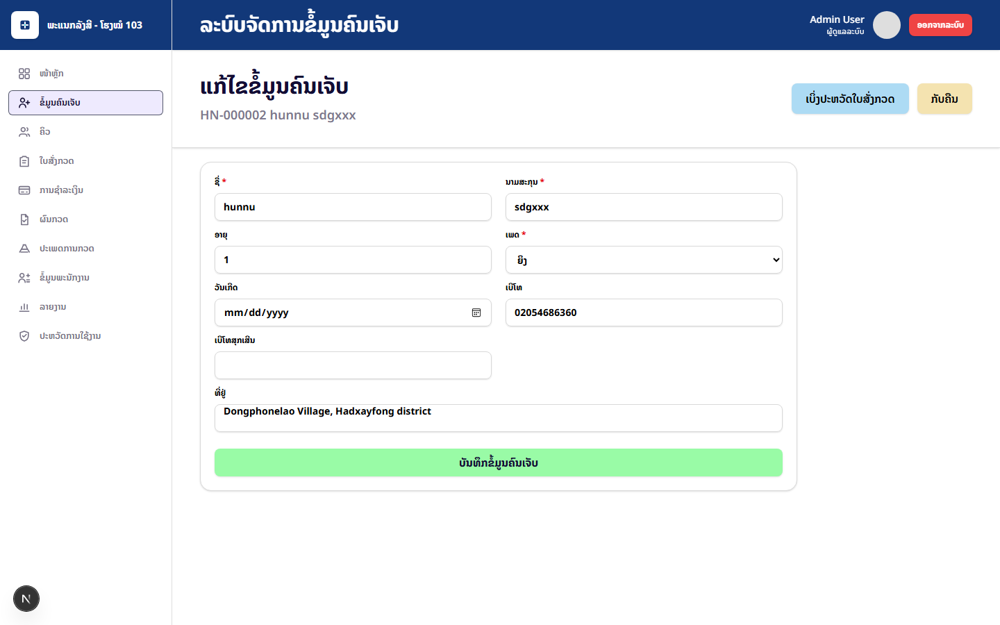 ພະແນກລັງສີ - ໂຮງໝໍ 103
ລະບົບຈັດການຂໍ້ມູນຄົນເຈັບ
Admin User
ຜູ້ດູແລລະບົບ
ອອກຈາກລະບົບ
ໜ້າຫຼັກ
ຂໍ້ມູນຄົນເຈັບ
ຄິວ
ໃບສັ່ງກວດ
ການຊຳລະເງິນ
ຜົນກວດ
ປະເພດການກວດ
ຂໍ້ມູນພະນັກງານ
ລາຍງານ
ປະຫວັດການໃຊ້ງານ
ແກ້ໄຂຂໍ້ມູນຄົນເຈັບ
HN-000002 hunnu sdgxxx
ເບິ່ງປະຫວັດໃບສັ່ງກວດ
ກັບຄືນ
ຊື່ *
ນາມສະກຸນ *
hunnu
sdgxxx
ອາຍຸ
ເພດ *
1
ຍິງ
ວັນເກີດ
ເບີໂທ
mm/dd/yyyy
02054686360
ເບີໂທສຸກເສີນ
ທີ່ຢູ່
Dongphonelao Village, Hadxayfong district
ບັນທຶກຂໍ້ມູນຄົນເຈັບ
N